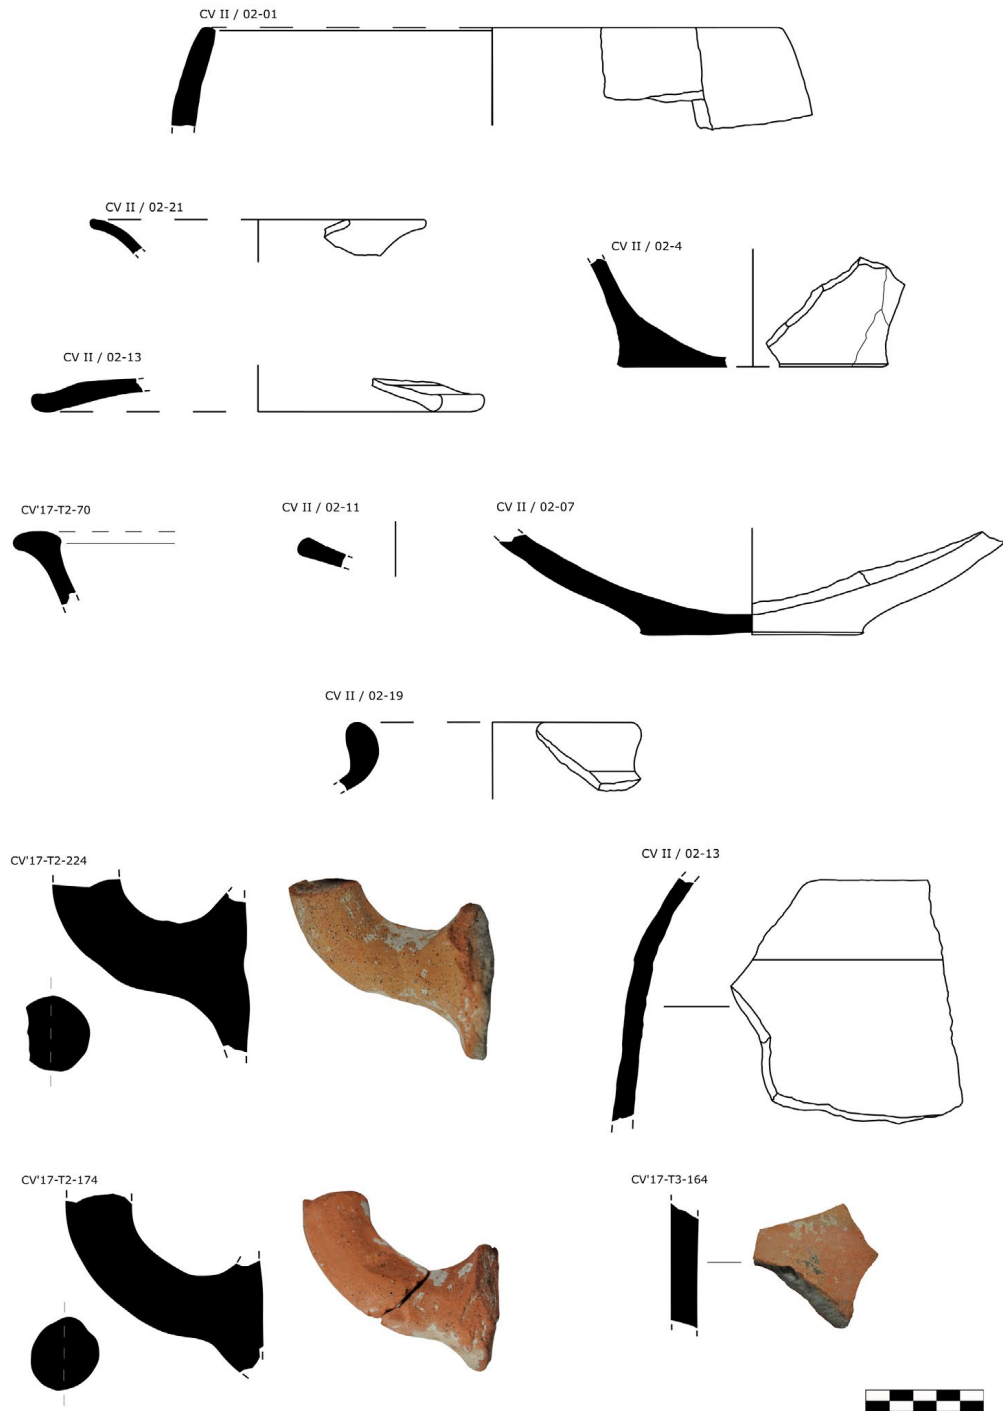 CV II / 02-01
CV II / 02-21
CV II / 02-4
CV II / 02-13
CV'17-T2-70
CV II / 02-11
CV II / 02-07
CV II / 02-19
CV'17-T2-224
CV II / 02-13
CV'17-T2-174
CV'17-T3-164